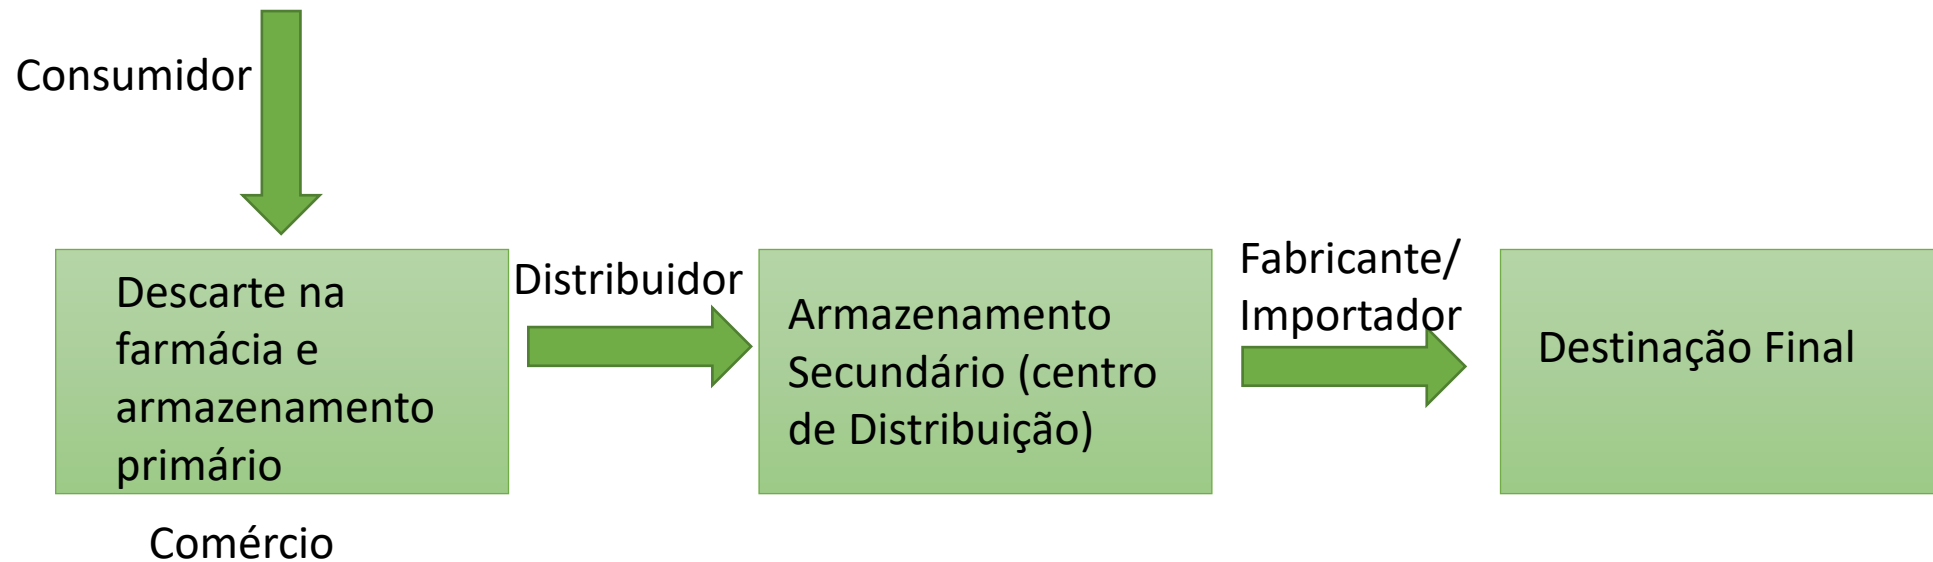 Consumidor
Descarte na
farmácia e
armazenamento
primário
Comércio
Distribuidor
Armazenamento
Secundário (centro
de Distribuição)
Fabricante/
Importador
Destinação Final